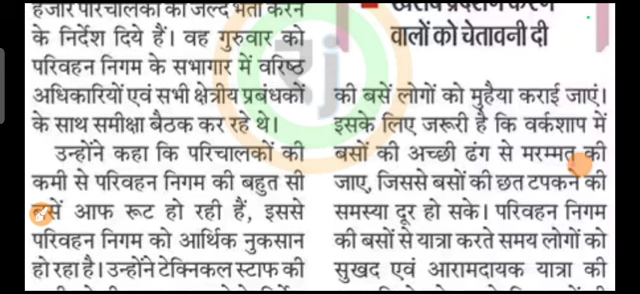 हजार परिचालकों की जल्द भर्ती करने
के निर्देश दिये हैं। वह गुरुवार को
परिवहन निगम के सभागार में वरिष्ठ
अधिकारियों एवं सभी क्षेत्रीय प्रबंधकों
के साथ समीक्षा बैठक कर रहे थे।
उन्होंने कहा कि परिचालकों की
कमी से परिवहन निगम की बहुत सी
बसें आफ रूट हो रही हैं, इससे
परिवहन निगम को आर्थिक नुकसान
हो रहा है। उन्होंने टेक्निकल स्टाफ की
वालों को चेतावनी दी
की बसें लोगों को मुहैया कराई जाएं।
इसके लिए जरूरी है कि वर्कशाप में
बसों की अच्छी ढंग से मरम्मत की
जाए, जिससे बसों की छत टपकने की
समस्या दूर हो सके। परिवहन निगम
की बसों से यात्रा करते समय लोगों को
सुखद एवं आरामदायक यात्रा की